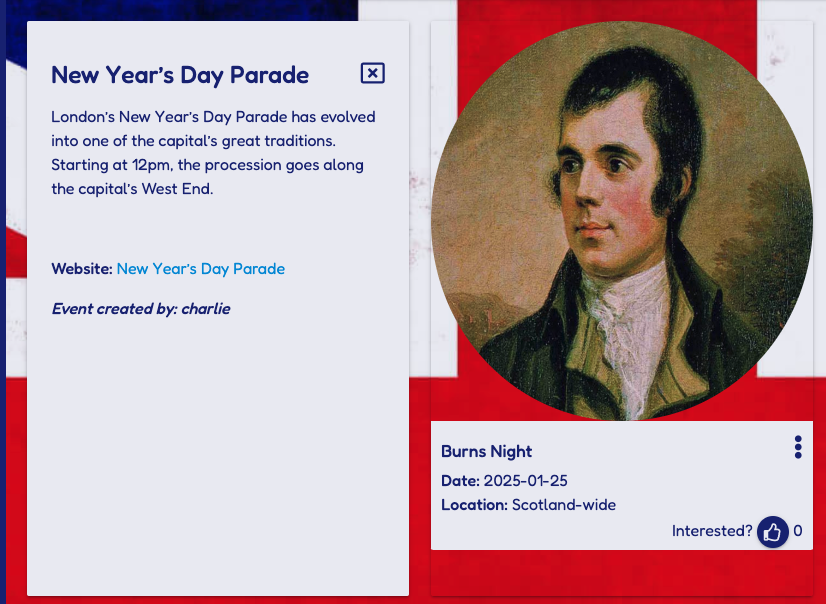 New Year's Day Parade
London's New Year's Day Parade has evolved
into one of the capital's great traditions.
Starting at 12pm, the procession goes along
the capital's West End.
Website: New Year's Day Parade
Event created by: charlie
Burns Night
Date: 2025-01-25
Location: Scotland-wide
Interested? 0